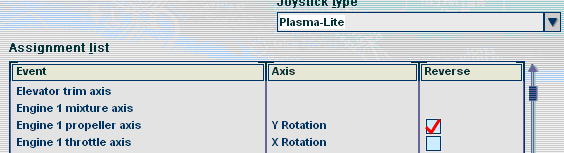 Joystick type
Plasma-Lite
Assignment list
Event Axis Reverse
Elevator trim axis
Engine 1 mixture axis
Engine 1 propeller axis Y Rotation
Engine 1 throttle axis X Rotation